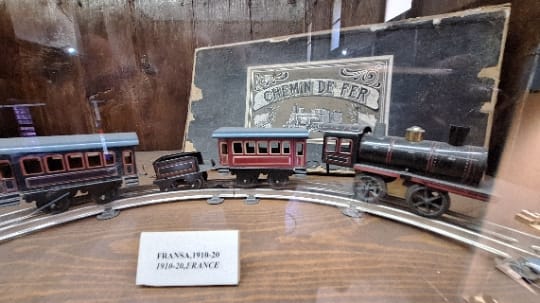 CHEMIN DE FER
FRANSA,1910-20
1910-20,FRANCE